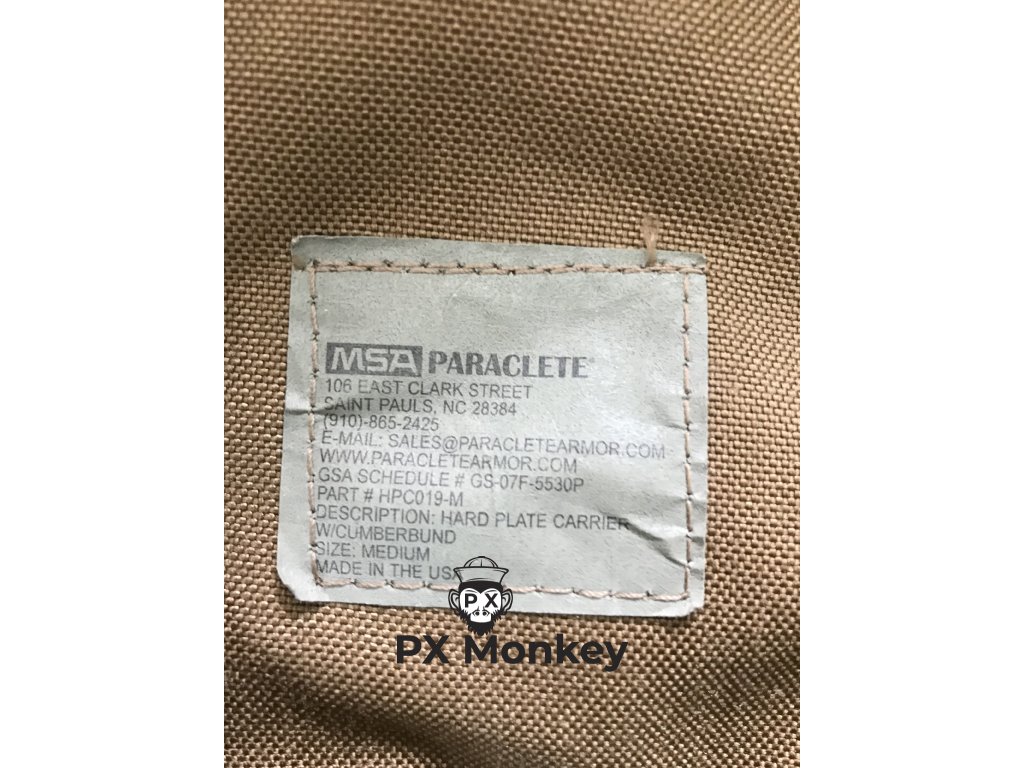 MSA PARACLETE®
106 EAST CLARK STREET
SAINT PAULS, NC 28384
(910)-865-2425
E-MAIL: SALES@PARACLETEARMOR.COM
WWW.PARACLETEARMOR.COM
GSA SCHEDULE # GS-07F-5530P
PART # HPC019-M
DESCRIPTION: HARD PLATE CARRIER
W/CUMBERBUND
SIZE: MEDIUM
MADE IN THE USA
PX
PX Monkey